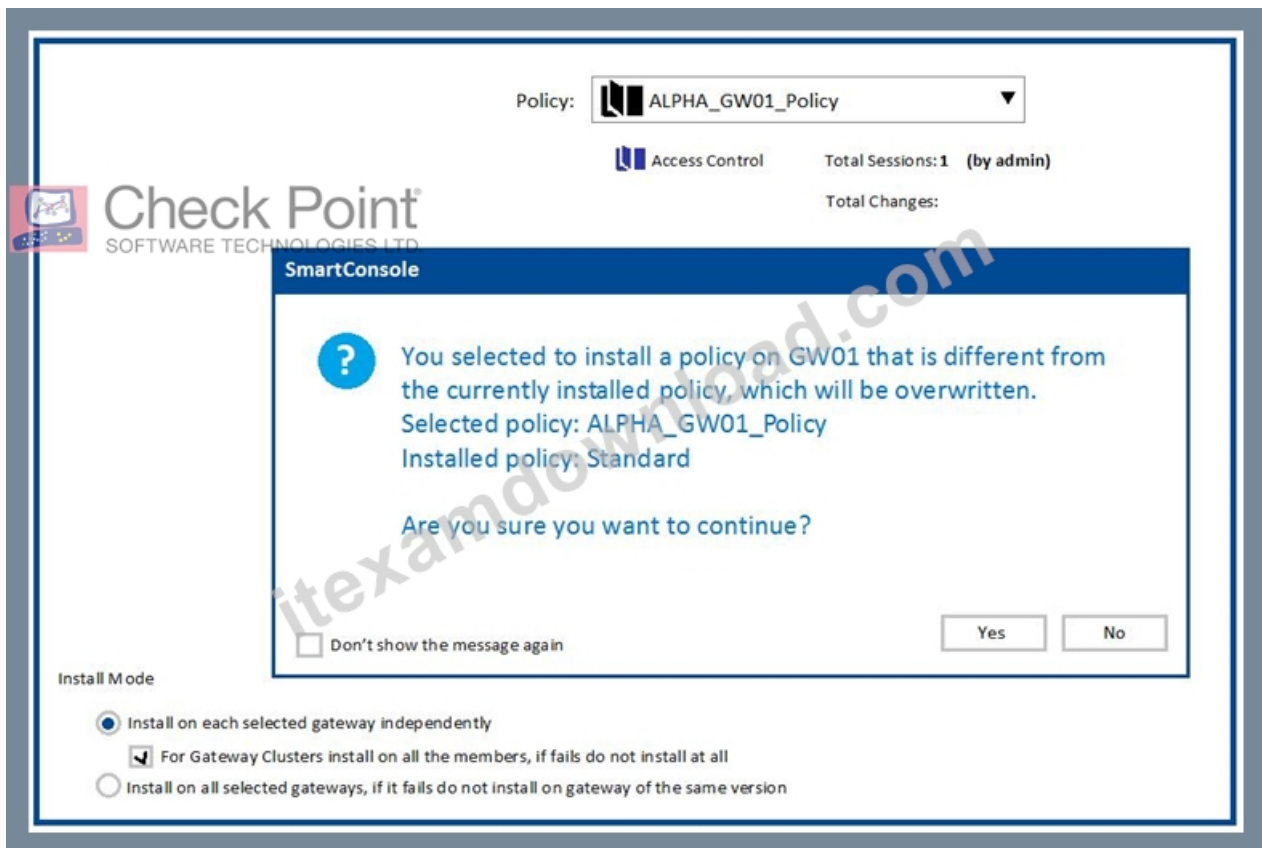 Policy: ALPHA_GW01_Policy
Access Control
Total Sessions: 1 (by admin)
Total Changes:
Check Point
SOFTWARE TECHNOLOGIES LTD.
SmartConsole
?
You selected to install a policy on GW01 that is different from
the currently installed policy, which will be overwritten.
Selected policy: ALPHA_GW01_Policy
Installed policy: Standard
Are you sure you want to continue?
itexamdownload.com
Don't show the message again
Yes
No
Install Mode
Install on each selected gateway independently
For Gateway Clusters install on all the members, if fails do not install at all
Install on all selected gateways, if it fails do not install on gateway of the same version